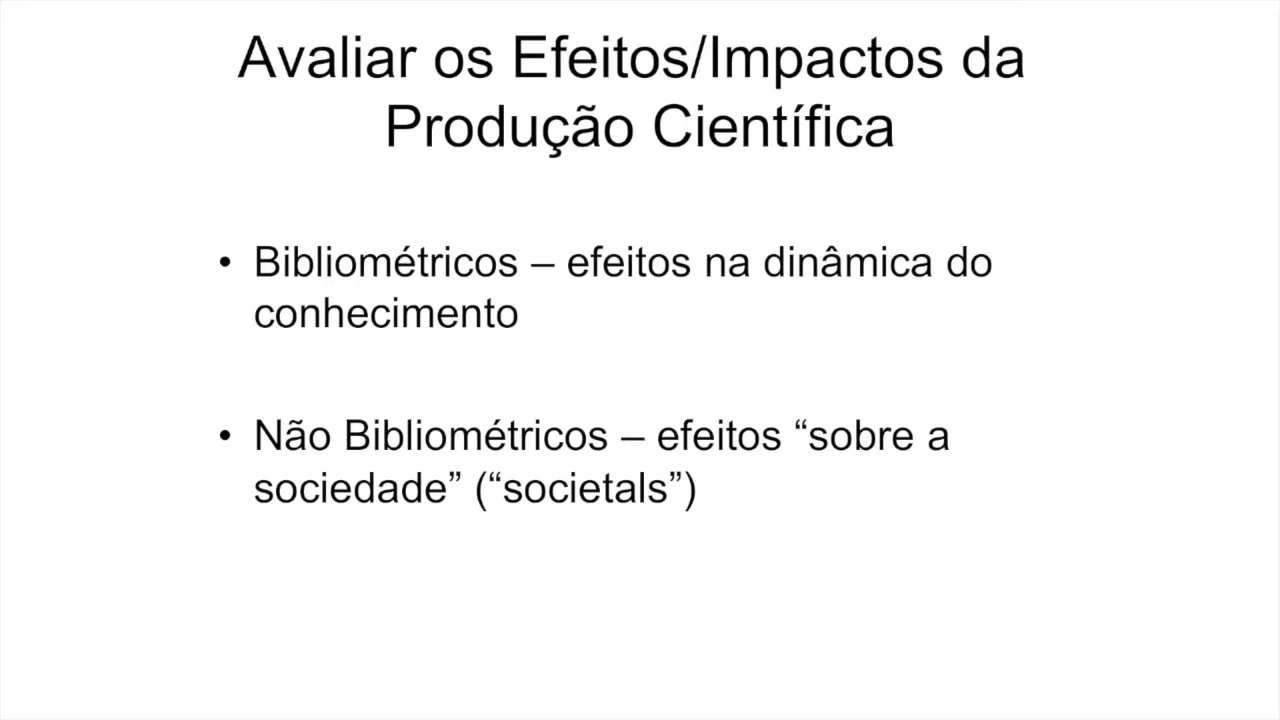 Avaliar os Efeitos/Impactos da
Produção Científica
• Bibliométricos – efeitos na dinâmica do
conhecimento
• Não Bibliométricos – efeitos “sobre a
sociedade” (“societals”)